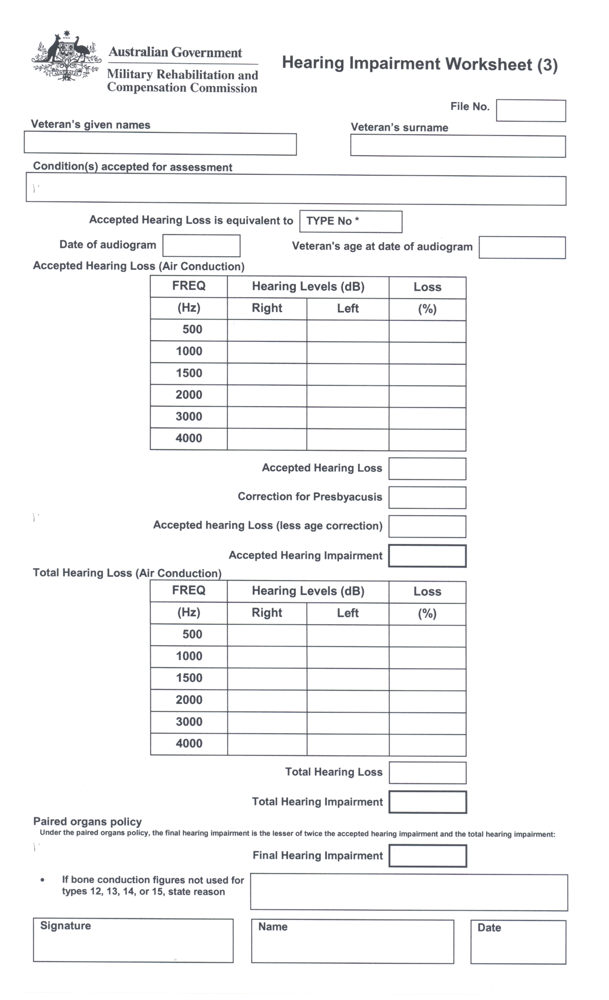 Australian Government
Military Rehabilitation and
Compensation Commission
AUSTRALIA
Hearing Impairment Worksheet (3)
File No.
Veteran's given names
Veteran's surname
Condition(s) accepted for assessment
Accepted Hearing Loss is equivalent to TYPE No *
Date of audiogram
Veteran's age at date of audiogram
Accepted Hearing Loss (Air Conduction)
FREQ Hearing Levels (dB) Loss
(Hz) Right Left (%)
500
1000
1500
2000
3000
4000
Accepted Hearing Loss
Correction for Presbyacusis
Accepted hearing Loss (less age correction)
Accepted Hearing Impairment
Total Hearing Loss (Air Conduction)
FREQ Hearing Levels (dB) Loss
(Hz) Right Left (%)
500
1000
1500
2000
3000
4000
Total Hearing Loss
Total Hearing Impairment
Paired organs policy
Under the paired organs policy, the final hearing impairment is the lesser of twice the accepted hearing impairment and the total hearing impairment:
Final Hearing Impairment
• If bone conduction figures not used for
types 12, 13, 14, or 15, state reason
Signature
Name
Date